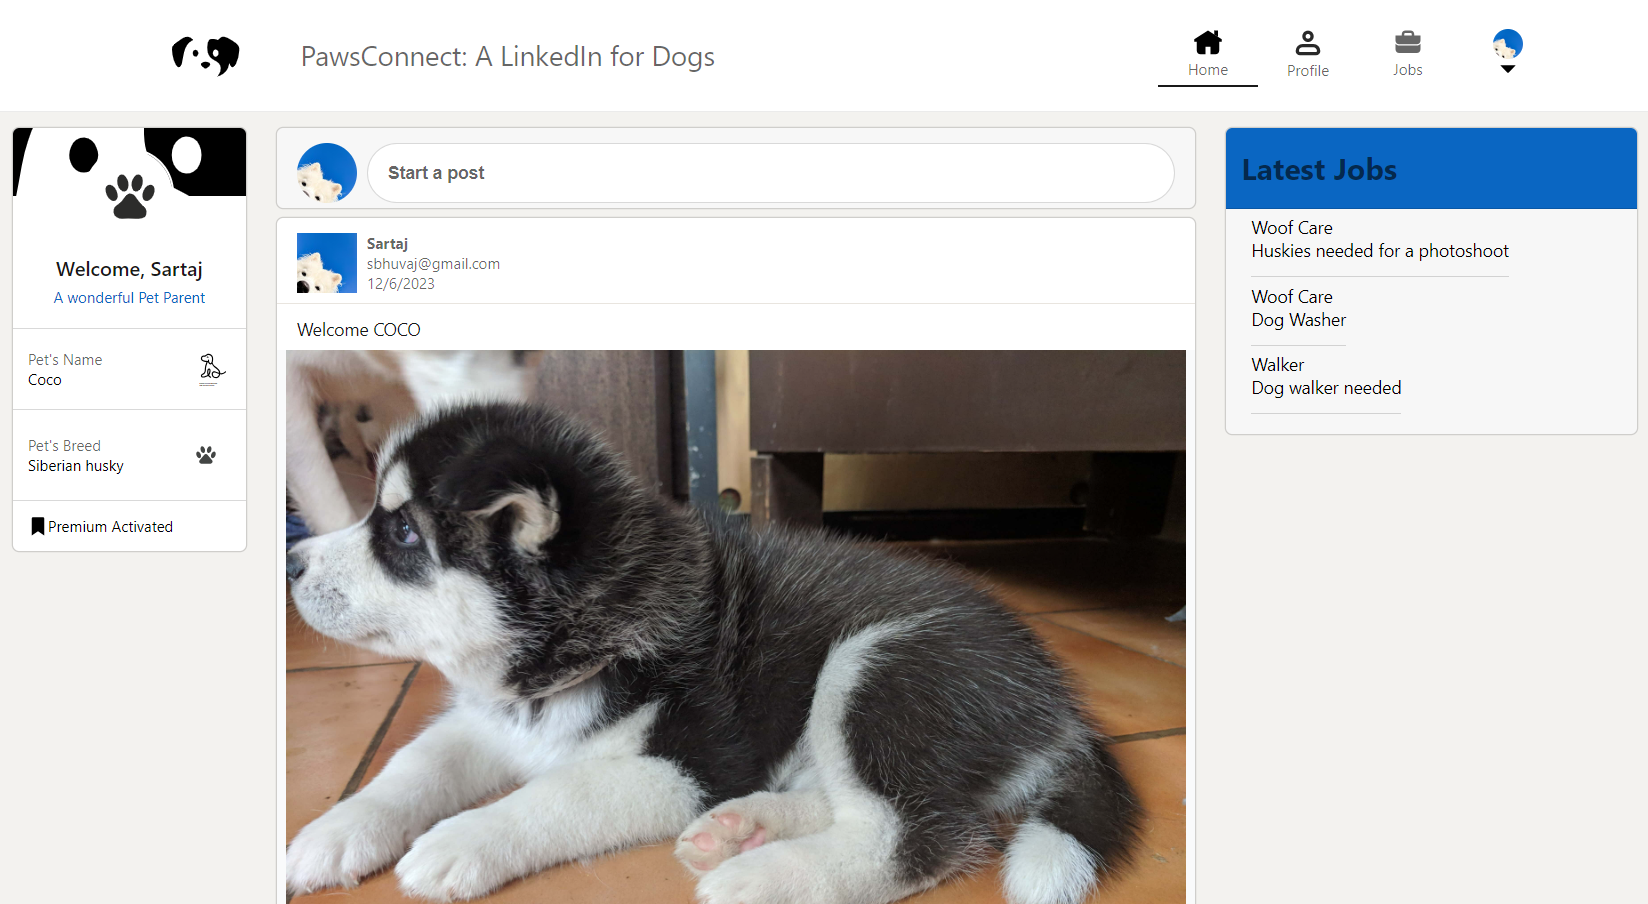 PawsConnect: A LinkedIn for Dogs
Home
Profile
Jobs
Welcome, Sartaj
A wonderful Pet Parent
Pet's Name
Coco
Pet's Breed
Siberian husky
Premium Activated
Start a post
Sartaj
sbhuvaj@gmail.com
12/6/2023
Welcome COCO
Latest Jobs
Woof Care
Huskies needed for a photoshoot
Woof Care
Dog Washer
Walker
Dog walker needed